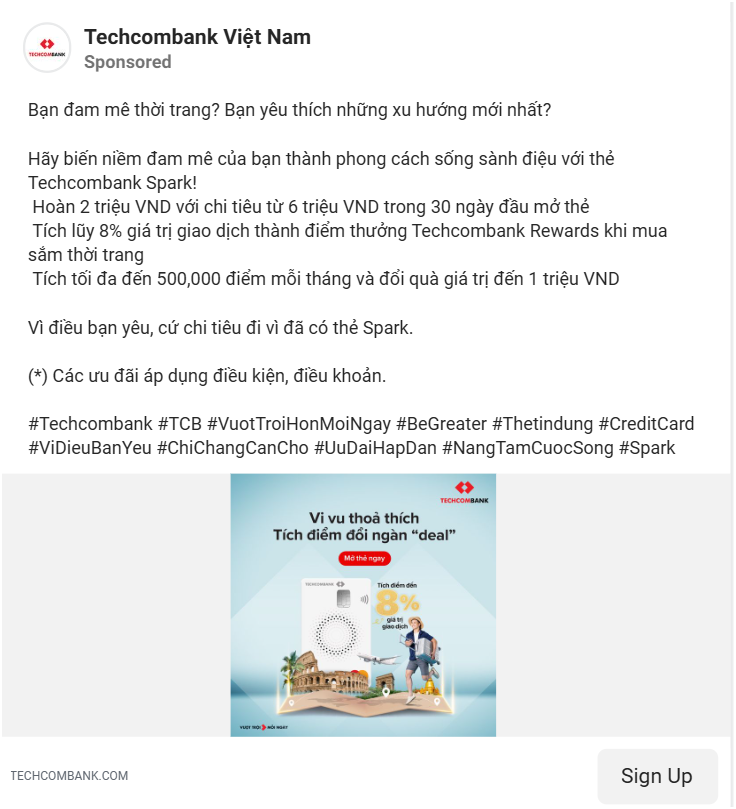 TECHCOMBANK
Techcombank Việt Nam
Sponsored
Bạn đam mê thời trang? Bạn yêu thích những xu hướng mới nhất?
Hãy biến niềm đam mê của bạn thành phong cách sống sành điệu với thẻ
Techcombank Spark!
Hoàn 2 triệu VND với chi tiêu từ 6 triệu VND trong 30 ngày đầu mở thẻ
Tích lũy 8% giá trị giao dịch thành điểm thưởng Techcombank Rewards khi mua
sắm thời trang
Tích tối đa đến 500,000 điểm mỗi tháng và đổi quà giá trị đến 1 triệu VND
Vì điều bạn yêu, cứ chi tiêu đi vì đã có thẻ Spark.
(*) Các ưu đãi áp dụng điều kiện, điều khoản.
#Techcombank #TCB #VuotTroiHonMoiNgay #BeGreater #Thetindung #CreditCard
#ViDieuBanYeu #ChiChangCanCho #UuDaiHapDan #NangTamCuocSong #Spark
TECHCOMBANK
Vi vu thoả thích
Tích điểm đổi ngàn “deal”
Mở thẻ ngay
TECHCOMBANK
Tích điểm đến
8%
giá trị
giao dịch
VƯỢT TRỘI MỖI NGÀY
TECHCOMBANK.COM
Sign Up